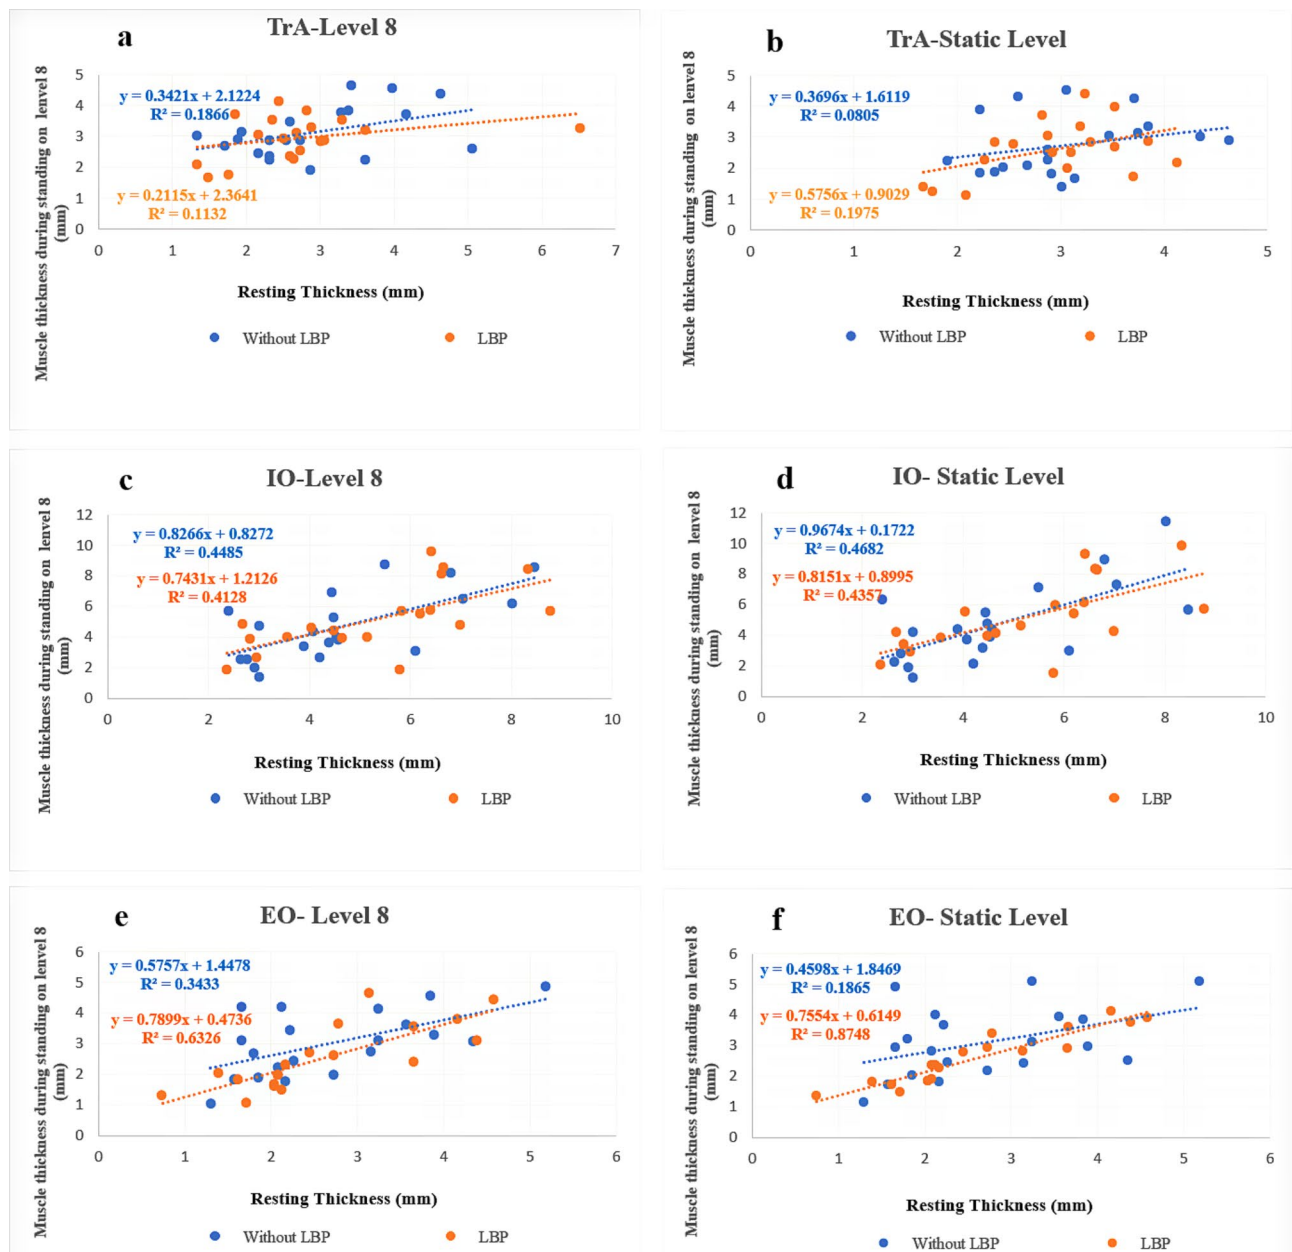 a
TrA-Level 8
Muscle thickness during standing on lenvel 8
(mm)
y = 0.3421x + 2.1224
R² = 0.1866
y = 0.2115x + 2.3641
R² = 0.1132
5
4
3
2
1
0
0 1 2 3 4 5 6 7
Resting Thickness (mm)
Without LBP LBP
b
TrA-Static Level
Muscle thickness during standing on lenvel 8
(mm)
y = 0.3696x + 1.6119
R² = 0.0805
y = 0.5756x + 0.9029
R² = 0.1975
5
4
3
2
1
0
0 1 2 3 4 5
Resting Thickness (mm)
Without LBP LBP
c
IO-Level 8
Muscle thickness during standing on lenvel 8
(mm)
y = 0.8266x + 0.8272
R² = 0.4485
y = 0.7431x + 1.2126
R² = 0.4128
12
10
8
6
4
2
0
0 2 4 6 8 10
Resting Thickness (mm)
Without LBP LBP
d
IO- Static Level
Muscle thickness during standing on lenvel 8
(mm)
y = 0.9674x + 0.1722
R² = 0.4682
y = 0.8151x + 0.8995
R² = 0.4357
12
10
8
6
4
2
0
0 2 4 6 8 10
Resting Thickness (mm)
Without LBP LBP
e
EO- Level 8
Muscle thickness during standing on lenvel 8
(mm)
y = 0.5757x + 1.4478
R² = 0.3433
y = 0.7899x + 0.4736
R² = 0.6326
6
5
4
3
2
1
0
0 1 2 3 4 5 6
Resting Thickness (mm)
Without LBP LBP
f
EO- Static Level
Muscle thickness during standing on lenvel 8
(mm)
y = 0.4598x + 1.8469
R² = 0.1865
y = 0.7554x + 0.6149
R² = 0.8748
6
5
4
3
2
1
0
0 1 2 3 4 5 6
Resting Thickness (mm)
Without LBP LBP